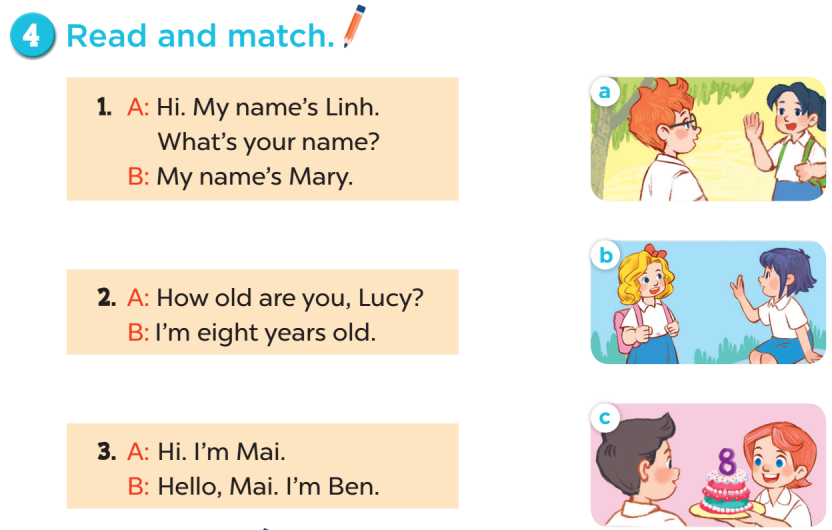 4 Read and match.
1. A: Hi. My name's Linh.
What's your name?
B: My name's Mary.
2. A: How old are you, Lucy?
B: I'm eight years old.
3. A: Hi. I'm Mai.
B: Hello, Mai. I'm Ben.
a
b
c
8